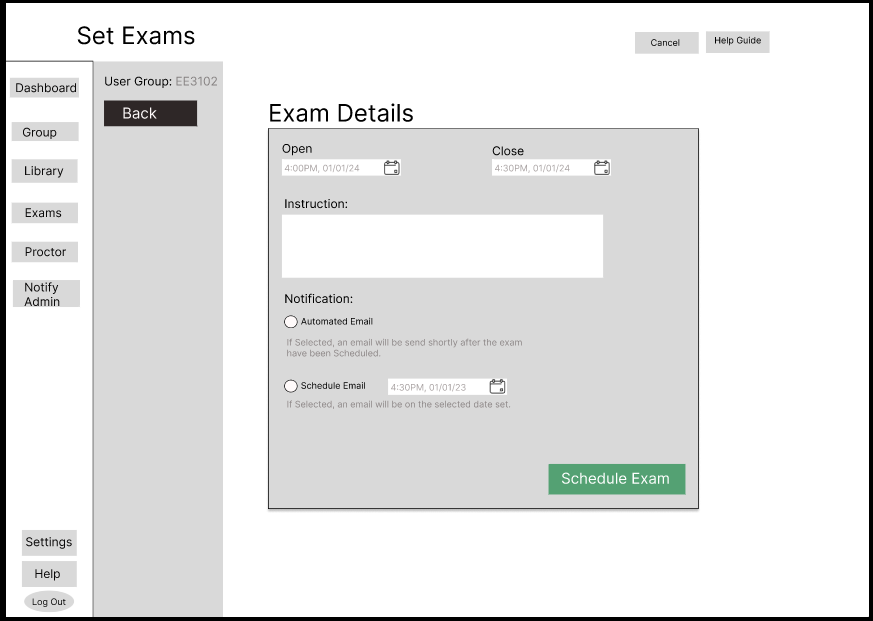 Set Exams
Cancel
Help Guide
Dashboard
Group
Library
Exams
Proctor
Notify
Admin
Settings
Help
Log Out
User Group: EE3102
Back
Exam Details
Open
Close
4:00PM, 01/01/24
4:30PM, 01/01/24
Instruction:
Notification:
Automated Email
If Selected, an email will be send shortly after the exam
have been Scheduled.
Schedule Email
4:30PM, 01/01/23
If Selected, an email will be on the selected date set.
Schedule Exam